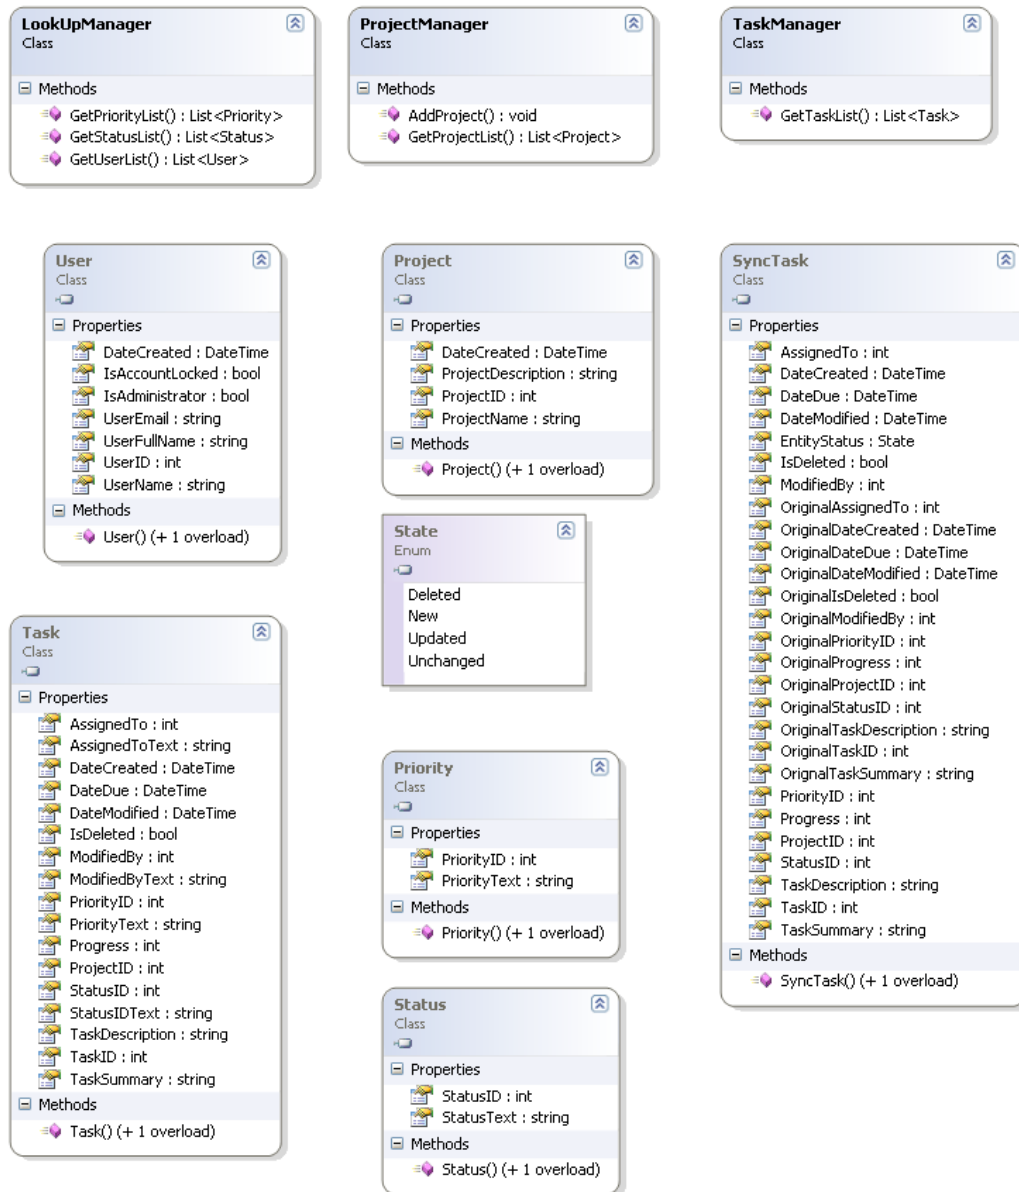 LookUpManager
Class
Methods
GetPriorityList() : List<Priority>
GetStatusList() : List<Status>
GetUserList() : List<User>
ProjectManager
Class
Methods
AddProject() : void
GetProjectList() : List<Project>
TaskManager
Class
Methods
GetTaskList() : List<Task>
User
Class
Properties
DateCreated : DateTime
IsAccountLocked : bool
IsAdministrator : bool
UserEmail : string
UserFullName : string
UserID : int
UserName : string
Methods
User() (+ 1 overload)
Project
Class
Properties
DateCreated : DateTime
ProjectDescription : string
ProjectID : int
ProjectName : string
Methods
Project() (+ 1 overload)
SyncTask
Class
Properties
AssignedTo : int
DateCreated : DateTime
DateDue : DateTime
DateModified : DateTime
EntityStatus : State
IsDeleted : bool
ModifiedBy : int
OriginalAssignedTo : int
OriginalDateCreated : DateTime
OriginalDateDue : DateTime
OriginalDateModified : DateTime
OriginalIsDeleted : bool
OriginalModifiedBy : int
OriginalPriorityID : int
OriginalProgress : int
OriginalProjectID : int
OriginalStatusID : int
OriginalTaskDescription : string
OriginalTaskID : int
OrignalTaskSummary : string
PriorityID : int
Progress : int
ProjectID : int
StatusID : int
TaskDescription : string
TaskID : int
TaskSummary : string
Methods
SyncTask() (+ 1 overload)
State
Enum
Deleted
New
Updated
Unchanged
Task
Class
Properties
AssignedTo : int
AssignedToText : string
DateCreated : DateTime
DateDue : DateTime
DateModified : DateTime
IsDeleted : bool
ModifiedBy : int
ModifiedByText : string
PriorityID : int
PriorityText : string
Progress : int
ProjectID : int
StatusID : int
StatusIDText : string
TaskDescription : string
TaskID : int
TaskSummary : string
Methods
Task() (+ 1 overload)
Priority
Class
Properties
PriorityID : int
PriorityText : string
Methods
Priority() (+ 1 overload)
Status
Class
Properties
StatusID : int
StatusText : string
Methods
Status() (+ 1 overload)